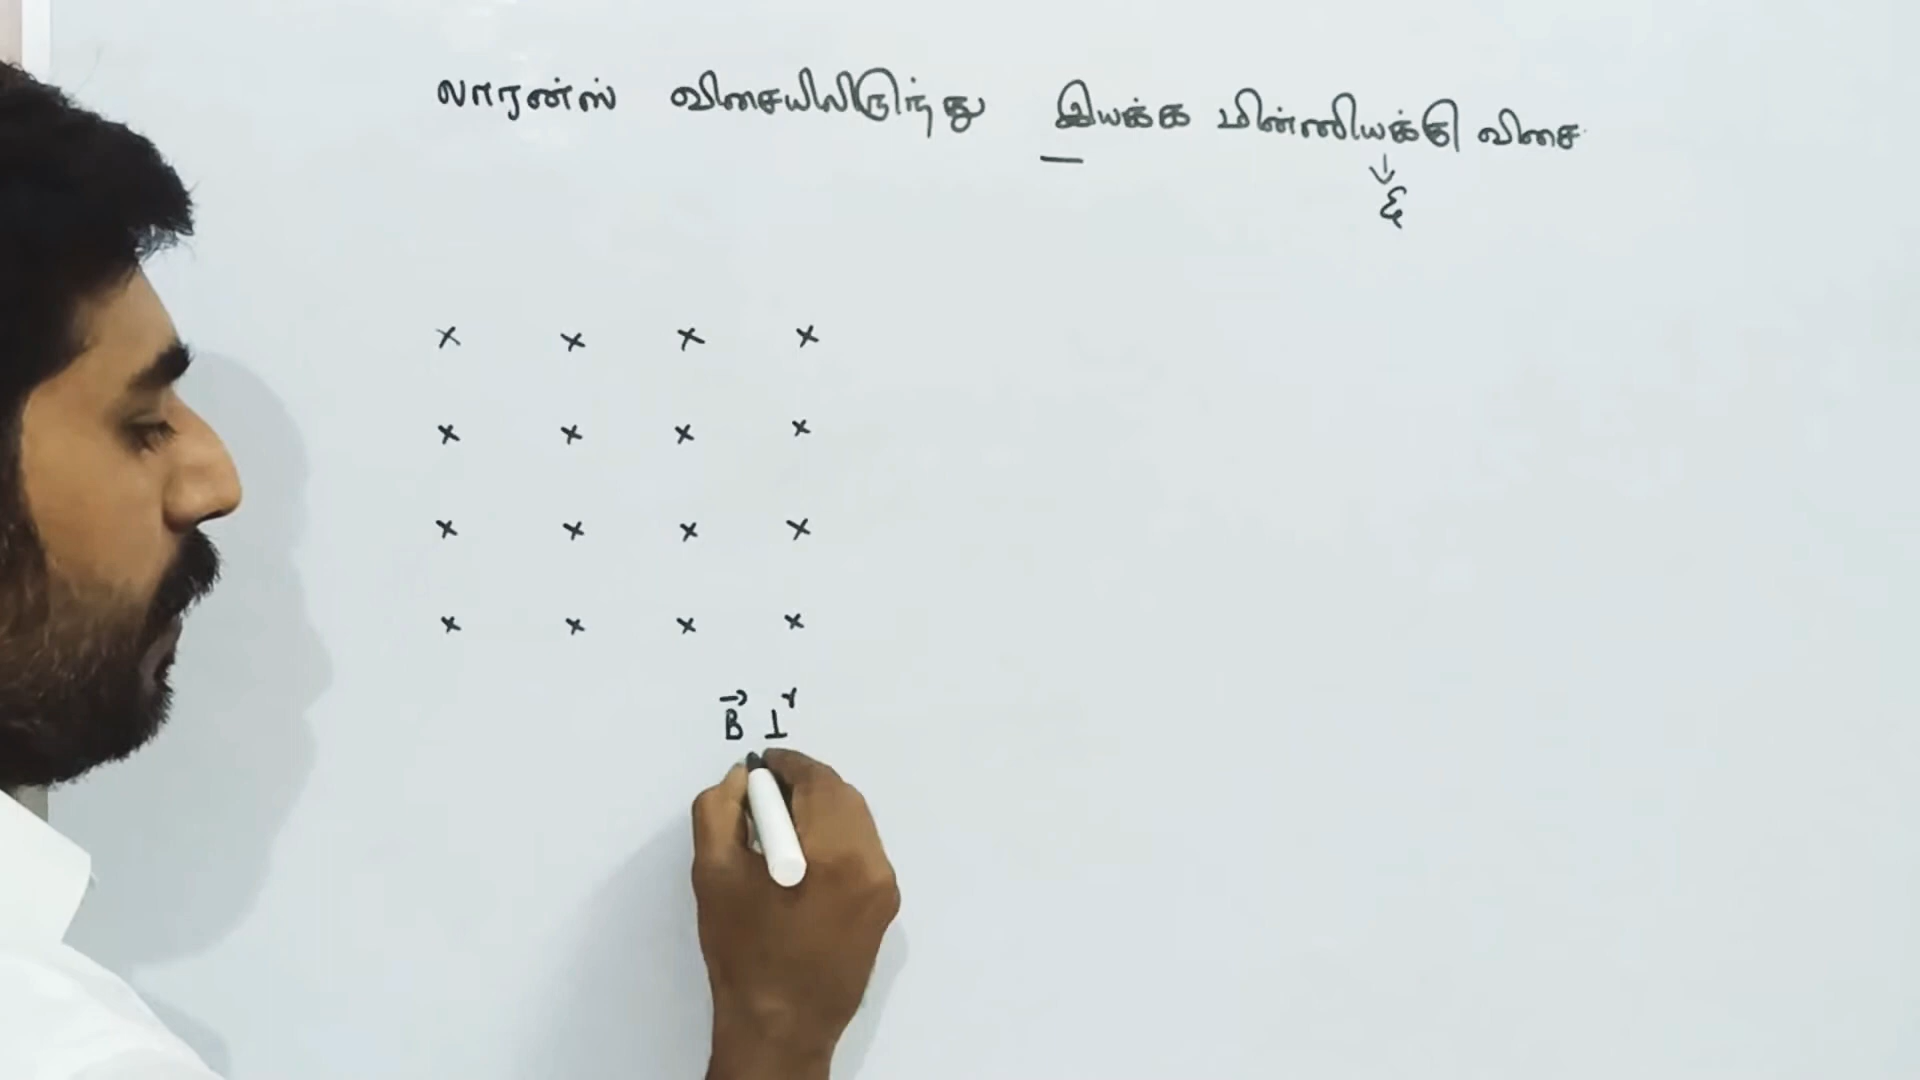 லாரன்ஸ் விசையிலிருந்து இயக்க மின்னியக்கு விசை
↓
ξ
× × × ×
× × × ×
× × × ×
× × × ×
B⃗ ⊥ʳ